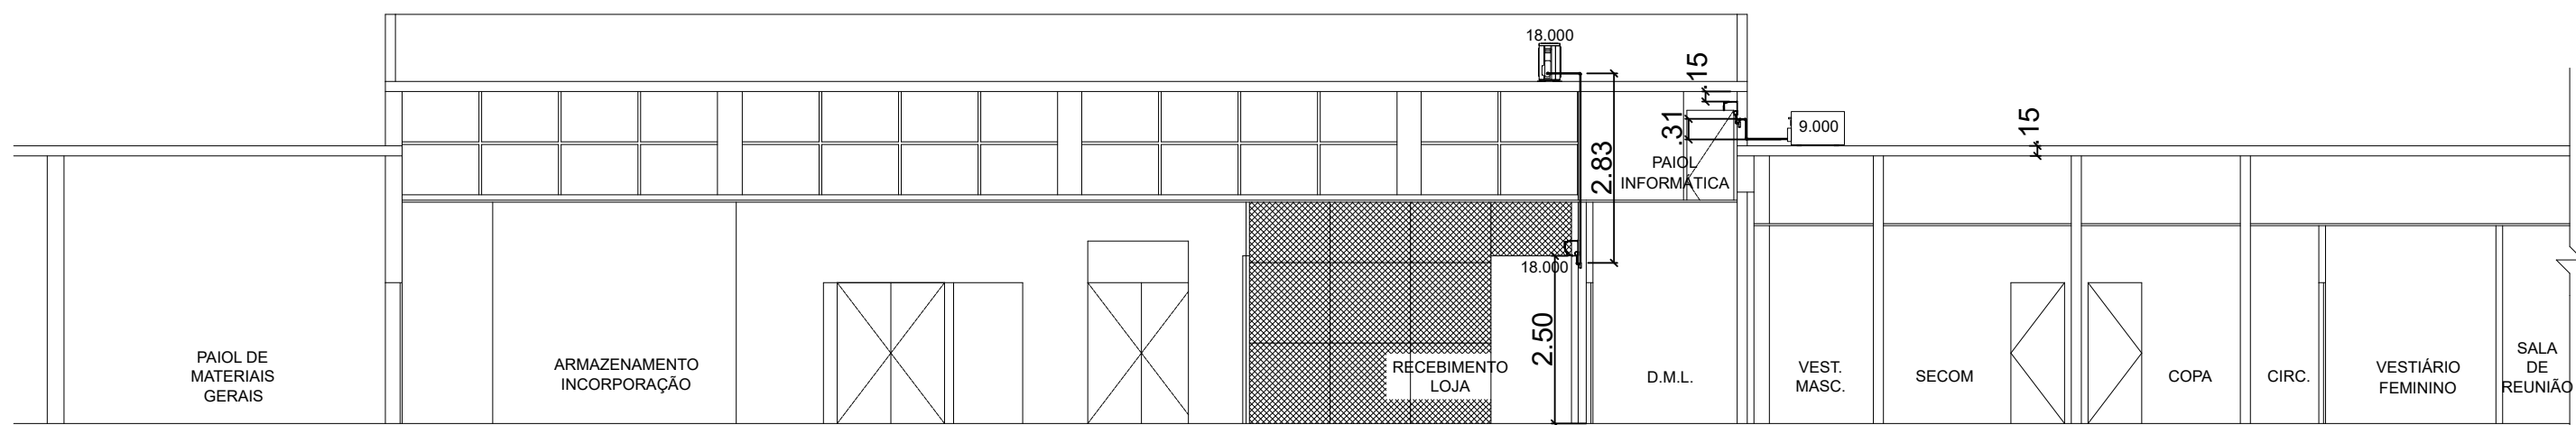 18.000
.15
.31
9.000
.15
2.83
PAIOL
INFORMÁTICA
18.000
2.50
PAIOL DE
MATERIAIS
GERAIS
ARMAZENAMENTO
INCORPORAÇÃO
RECEBIMENTO
LOJA
D.M.L.
VEST.
MASC.
SECOM
COPA
CIRC.
VESTIÁRIO
FEMININO
SALA
DE
REUNIÃO